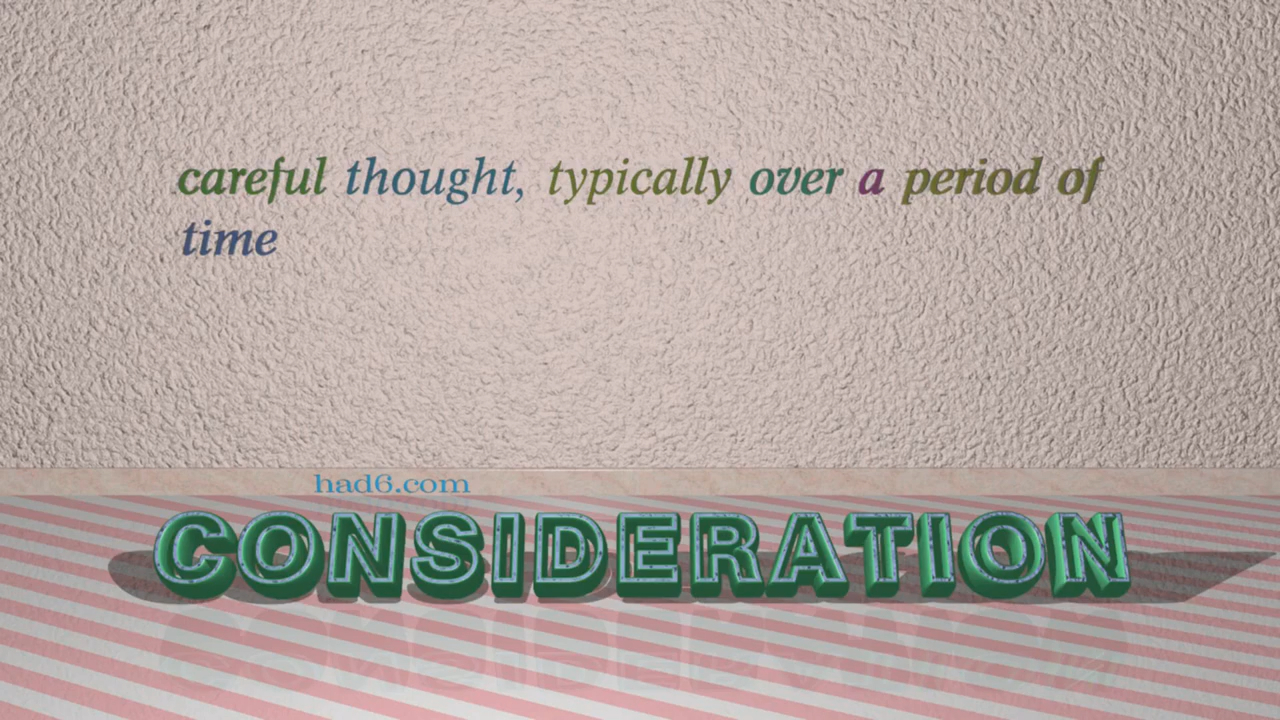 careful thought, typically over a period of
time
had6.com
CONSIDERATION